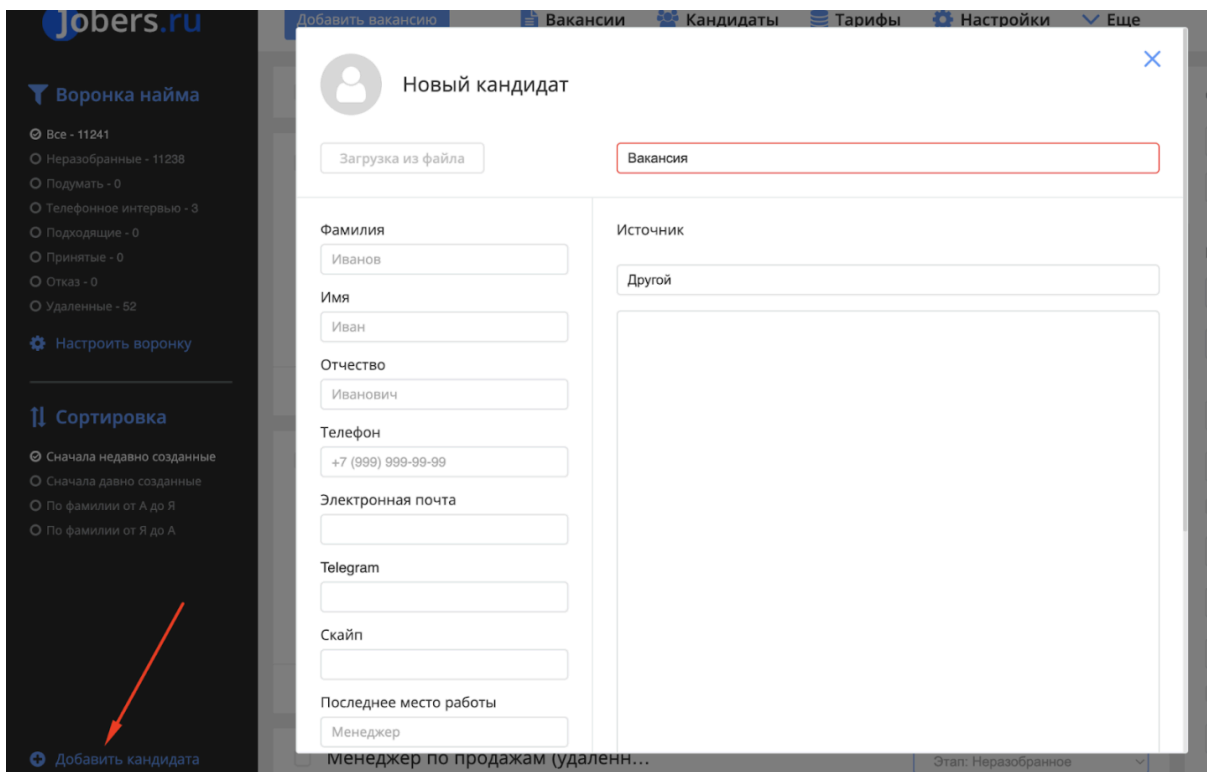 Jobers.ru
Добавить вакансию
Вакансии
Кандидаты
Тарифы
Настройки
Еще
Воронка найма
Все - 11241
Неразобранные - 11238
Подумать - 0
Телефонное интервью - 3
Подходящие - 0
Принятые - 0
Отказ - 0
Удаленные - 52
Настроить воронку
Сортировка
Сначала недавно созданные
Сначала давно созданные
По фамилии от А до Я
По фамилии от Я до А
Добавить кандидата
Новый кандидат
Загрузка из файла
Вакансия
Фамилия
Иванов
Имя
Иван
Отчество
Иванович
Телефон
+7 (999) 999-99-99
Электронная почта
Telegram
Скайп
Последнее место работы
Менеджер
Источник
Другой
Менеджер по продажам (удаленн...
Этап: Неразобранное